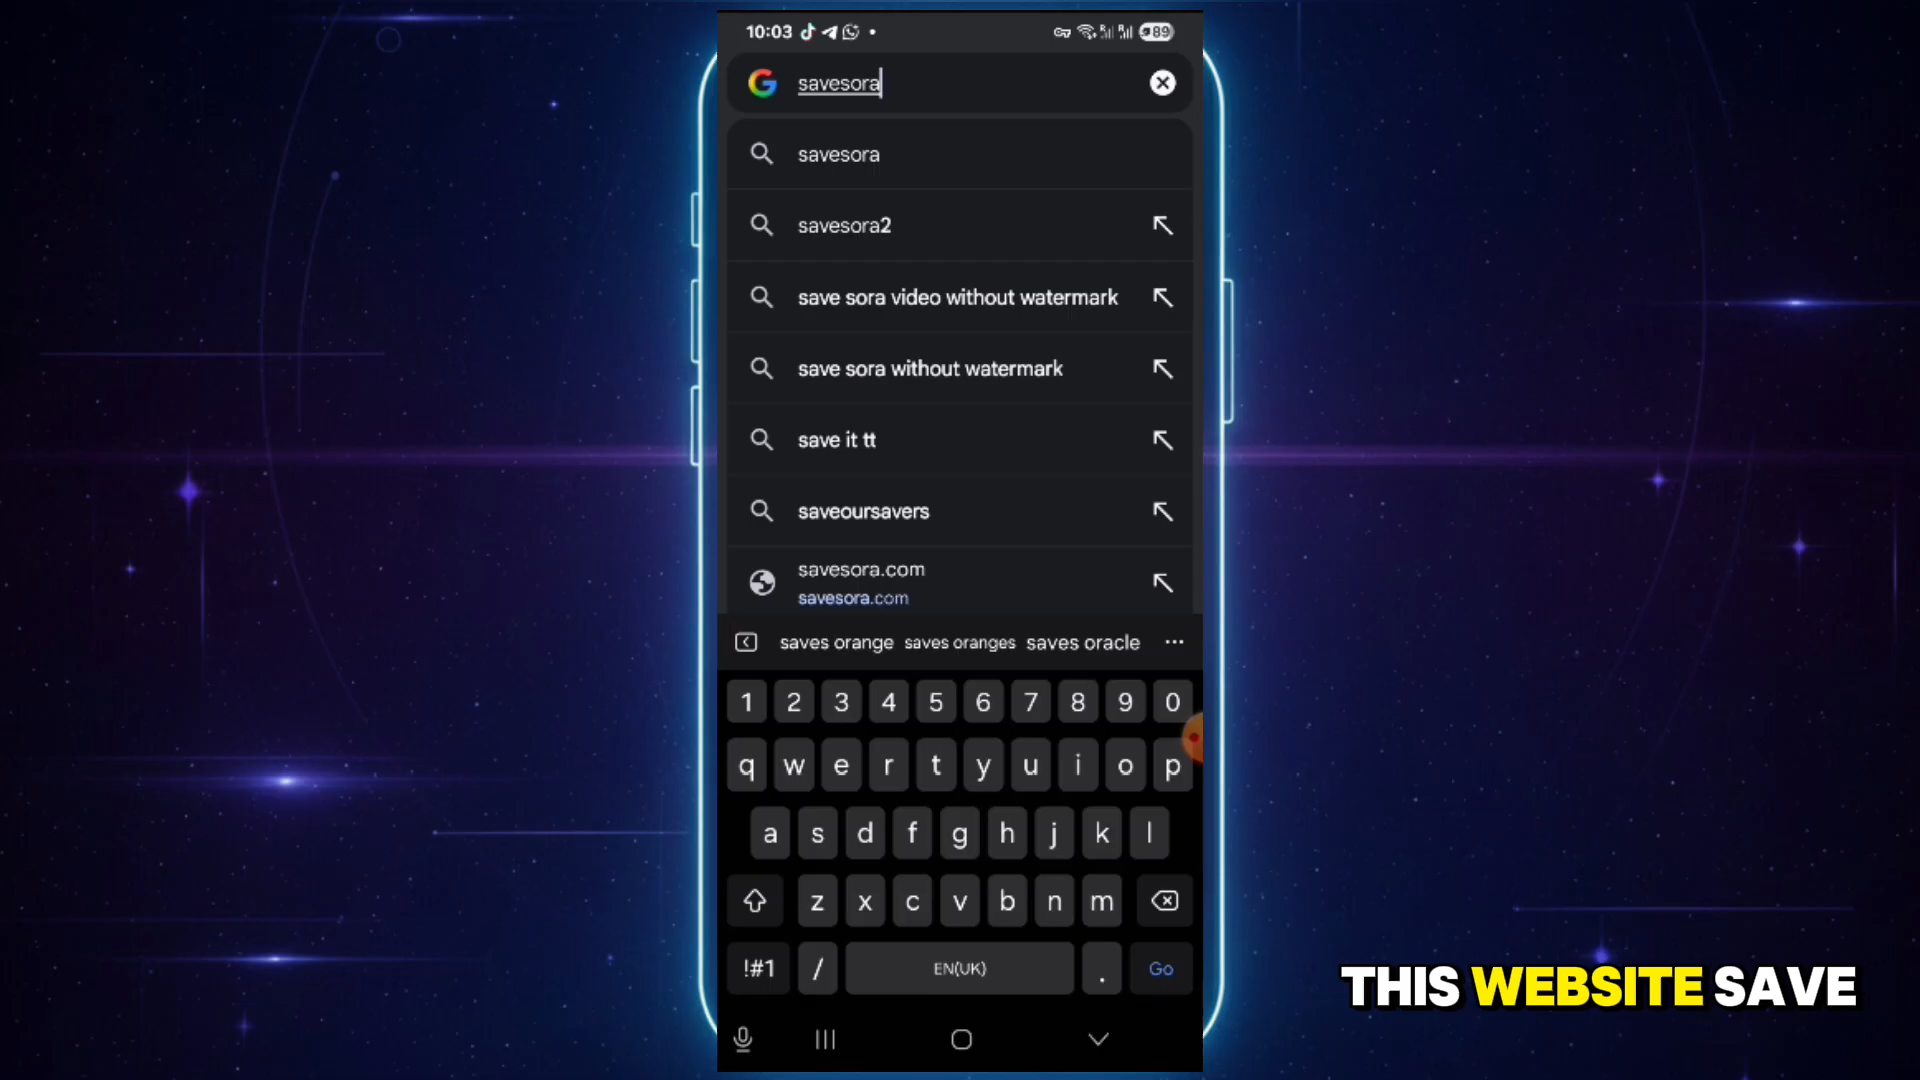 10:03
89
savesora
savesora
savesora2
save sora video without watermark
save sora without watermark
save it tt
saveoursavers
savesora.com
savesora.com
saves orange saves oranges saves oracle
1 2 3 4 5 6 7 8 9 0
q w e r t y u i o p
a s d f g h j k l
z x c v b n m
!#1 / EN(UK) . Go
THIS WEBSITE SAVE